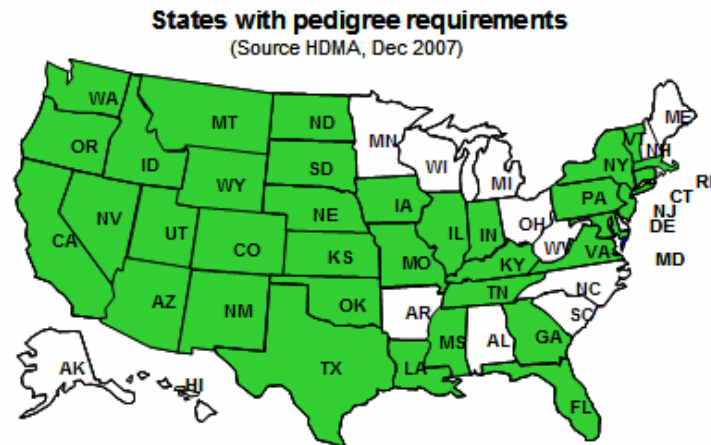 States with pedigree requirements
(Source HDMA, Dec 2007)
WA
MT
ND
MN
ME
OR
ID
SD
WI
MI
VT
NH
NY
WY
RI
CT
NV
NE
IA
PA
NJ
CA
UT
CO
IL
IN
OH
DE
KS
MO
WV
VA
MD
KY
AZ
NM
OK
AR
TN
NC
SC
TX
MS
AL
GA
LA
AK
HI
FL